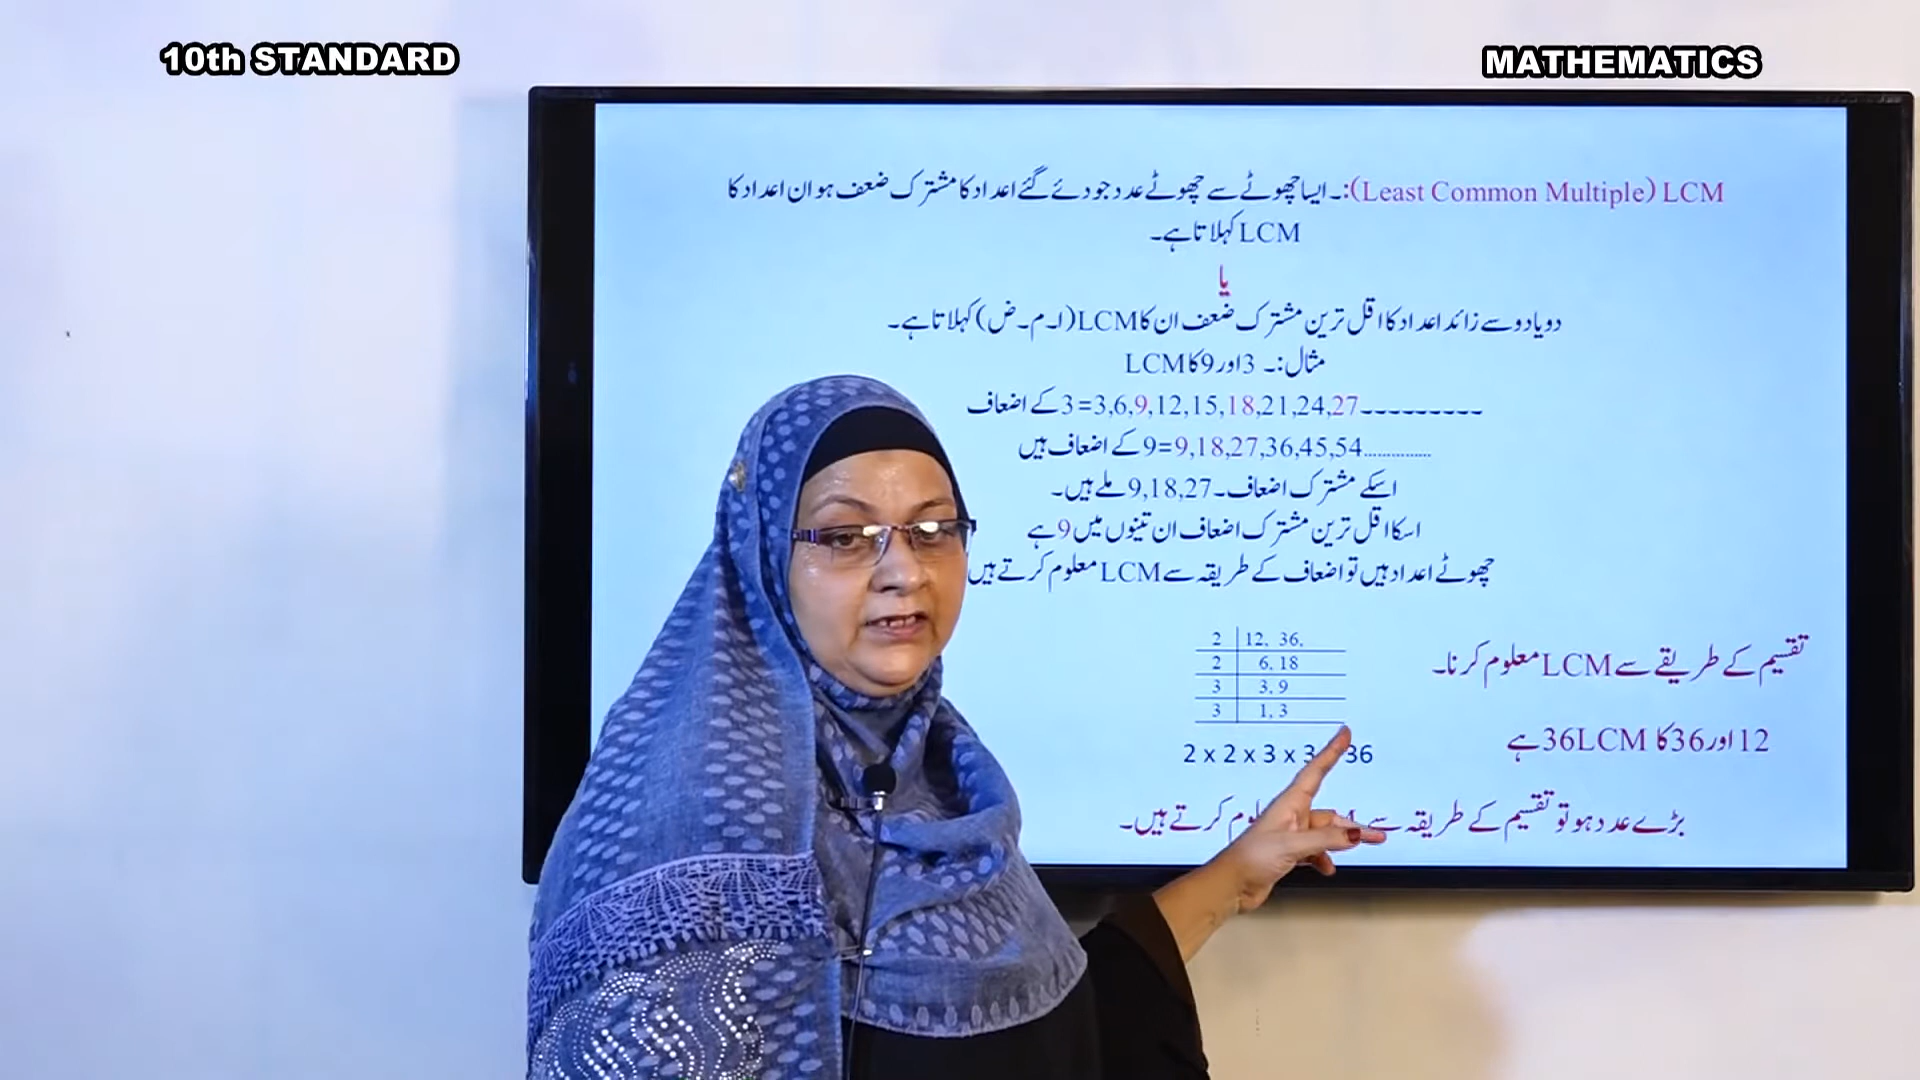 10th STANDARD
MATHEMATICS
LCM (Least Common Multiple):۔ ایسا چھوٹے سے چھوٹے عدد جو دئے گئے اعداد کا مشترک ضعف ہو ان اعداد کا
LCM کہلاتا ہے۔
یا
دو یا دو سے زائد اعداد کا اقل ترین مشترک ضعف ان کا LCM (ا۔م۔ض) کہلاتا ہے۔
مثال:۔ 3 اور 9 کا LCM
3 کے اضعاف =3,6,9,12,15,18,21,24,27---------
9 کے اضعاف ہیں =9,18,27,36,45,54...............
اسکے مشترک اضعاف۔ 9,18,27 ملے ہیں۔
اسکا اقل ترین مشترک اضعاف ان تینوں میں 9 ہے
چھوٹے اعداد ہیں تو اضعاف کے طریقہ سے LCM معلوم کرتے ہیں
تقسیم کے طریقے سے LCM معلوم کرنا۔
2 | 12, 36,
2 | 6, 18
3 | 3, 9
3 | 1, 3
2 x 2 x 3 x 3 36
12 اور 36 کا LCM 36 ہے
بڑے عدد ہو تو تقسیم کے طریقہ سے کرتے ہیں۔